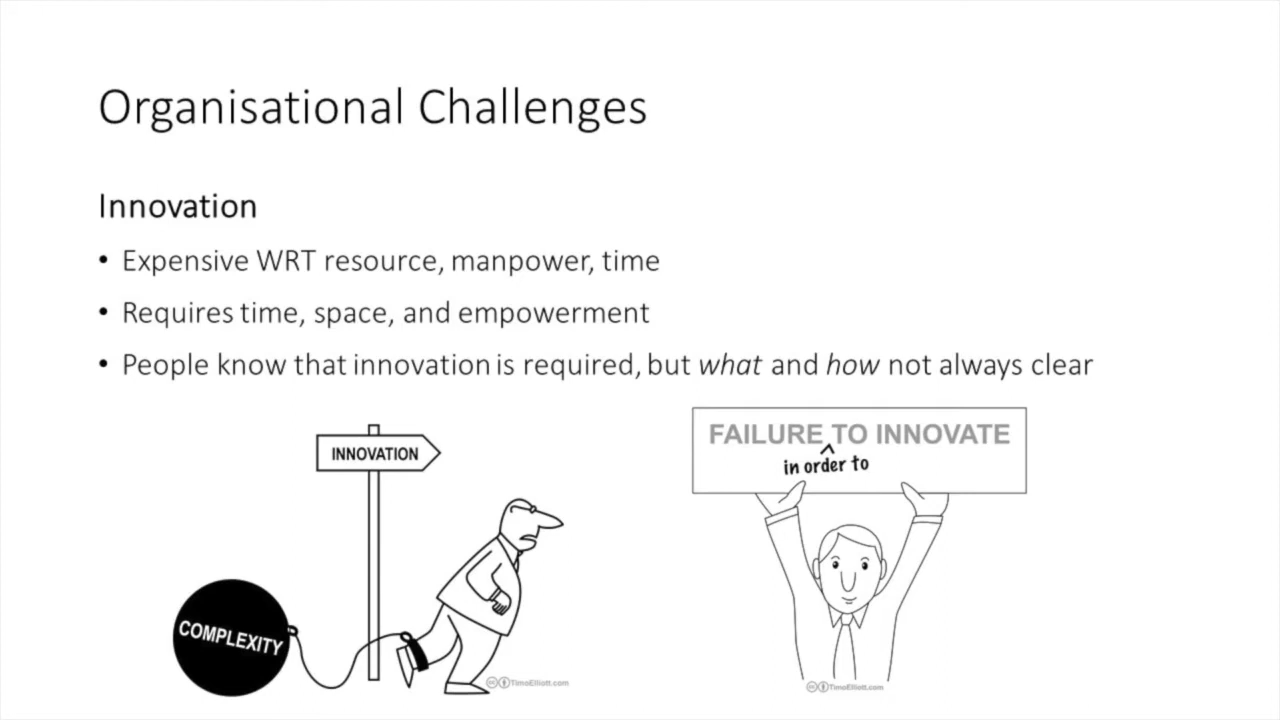 Organisational Challenges
Innovation
• Expensive WRT resource, manpower, time
• Requires time, space, and empowerment
• People know that innovation is required, but what and how not always clear
INNOVATION
COMPLEXITY
TimoElliott.com
FAILURE TO INNOVATE
^
in order to
TimoElliott.com